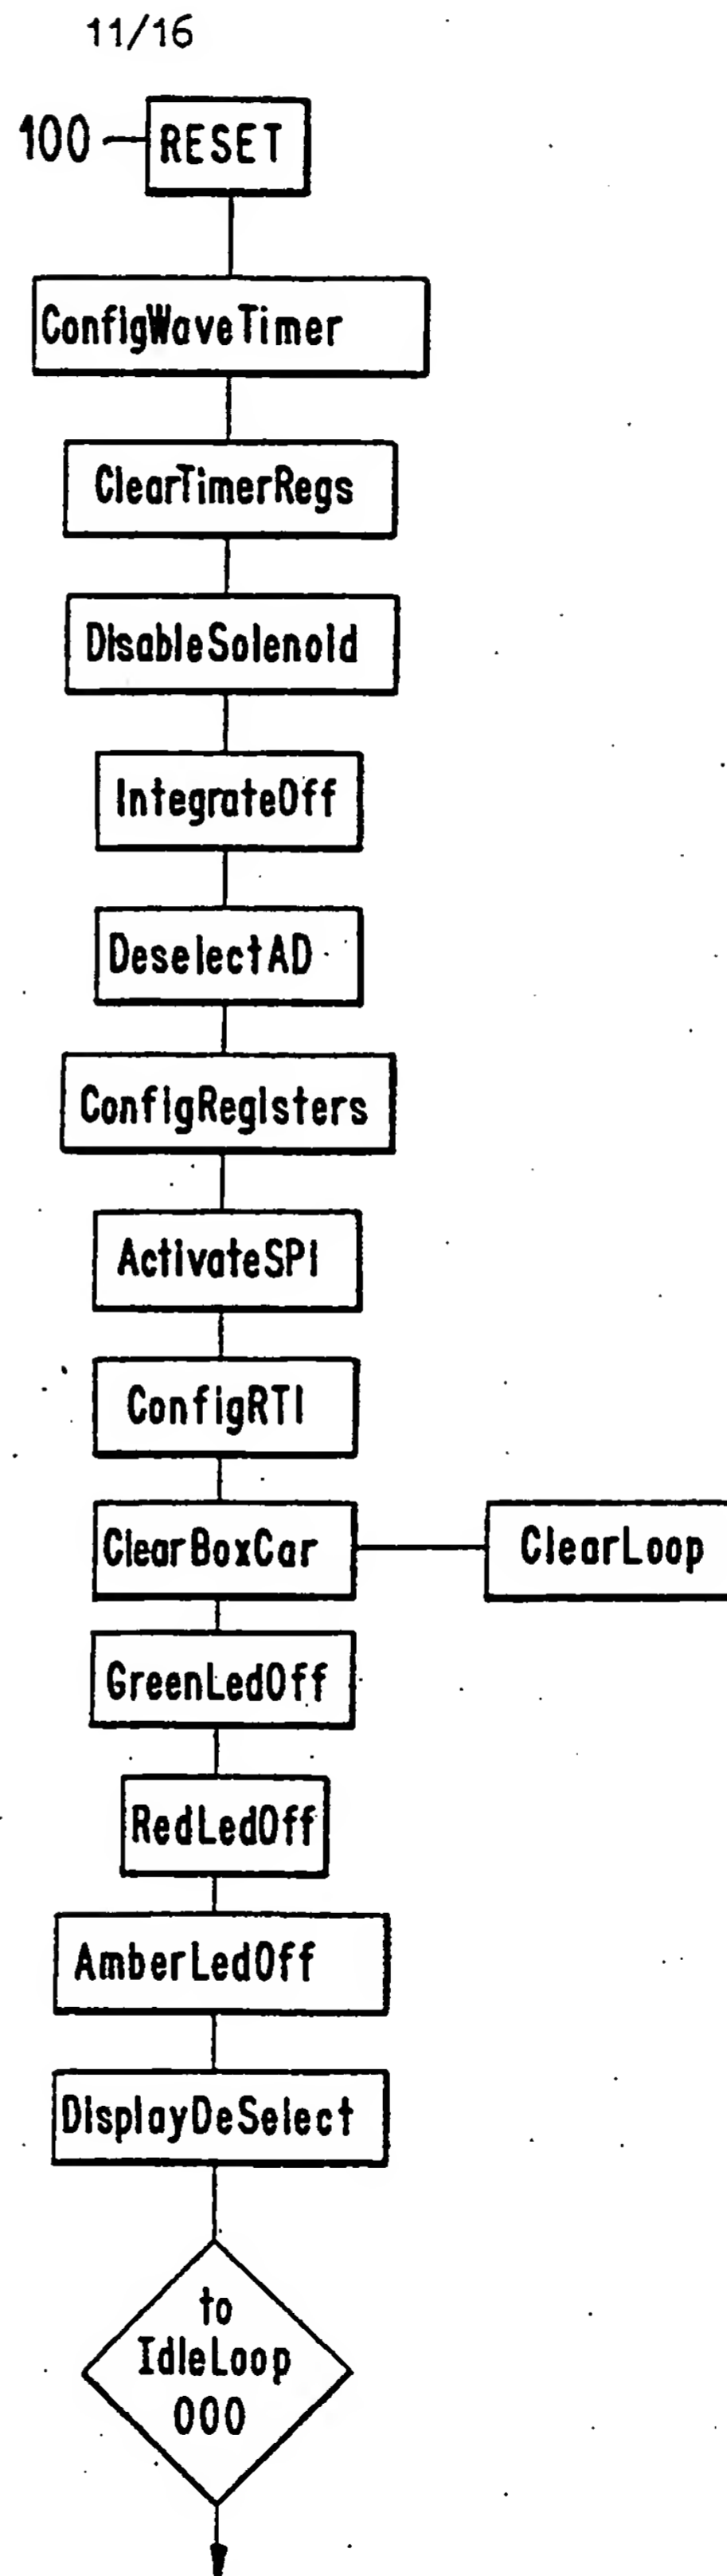 11/16
100 RESET
ConfigWaveTimer
ClearTimerRegs
DisableSolenoid
IntegrateOff
DeselectAD
ConfigRegisters
ActivateSPI
ConfigRTI
ClearBoxCar ClearLoop
GreenLedOff
RedLedOff
AmberLedOff
DisplayDeSelect
to
IdleLoop
000